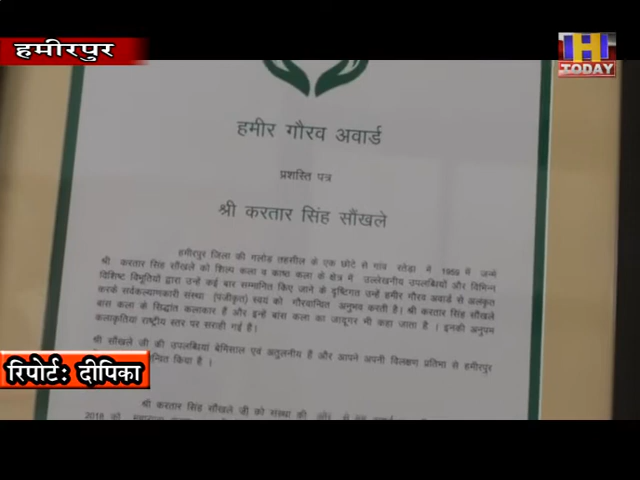 हमीरपुर
IHI
TODAY
हमीर गौरव अवार्ड
प्रशस्ति पत्र
श्री करतार सिंह सौंखले
हमीरपुर जिला की गलोड़ तहसील के एक छोटे से गांव में 1959 में जन्मे
श्री करतार सिंह सौंखले को शिल्प कला व काष्ठ कला के क्षेत्र में उल्लेखनीय उपलब्धियों और विभिन्न
विशिष्ट विभूतियों द्वारा उन्हें कई बार सम्मानित किए जाने के दृष्टिगत उन्हें हमीर गौरव अवार्ड से अलंकृत
करके सर्वकल्याणकारी संस्था (पंजीकृत) स्वयं को गौरवान्वित अनुभव करती है। श्री करतार सिंह सौंखले
बांस कला के सिद्धांत कलाकार हैं और इन्हें बांस कला का जादूगर भी कहा जाता है । इनकी अनुपम
कलाकृतियां राष्ट्रीय स्तर पर सराही गई हैं।
श्री सौंखले जी की उपलब्धियां बेमिसाल एवं अतुलनीय हैं और आपने अपनी विलक्षण प्रतिभा से हमीरपुर
किया है ।
रिपोर्ट: दीपिका
श्री करतार सिंह सौंखले जी को संस्था की ओर से
2018 को